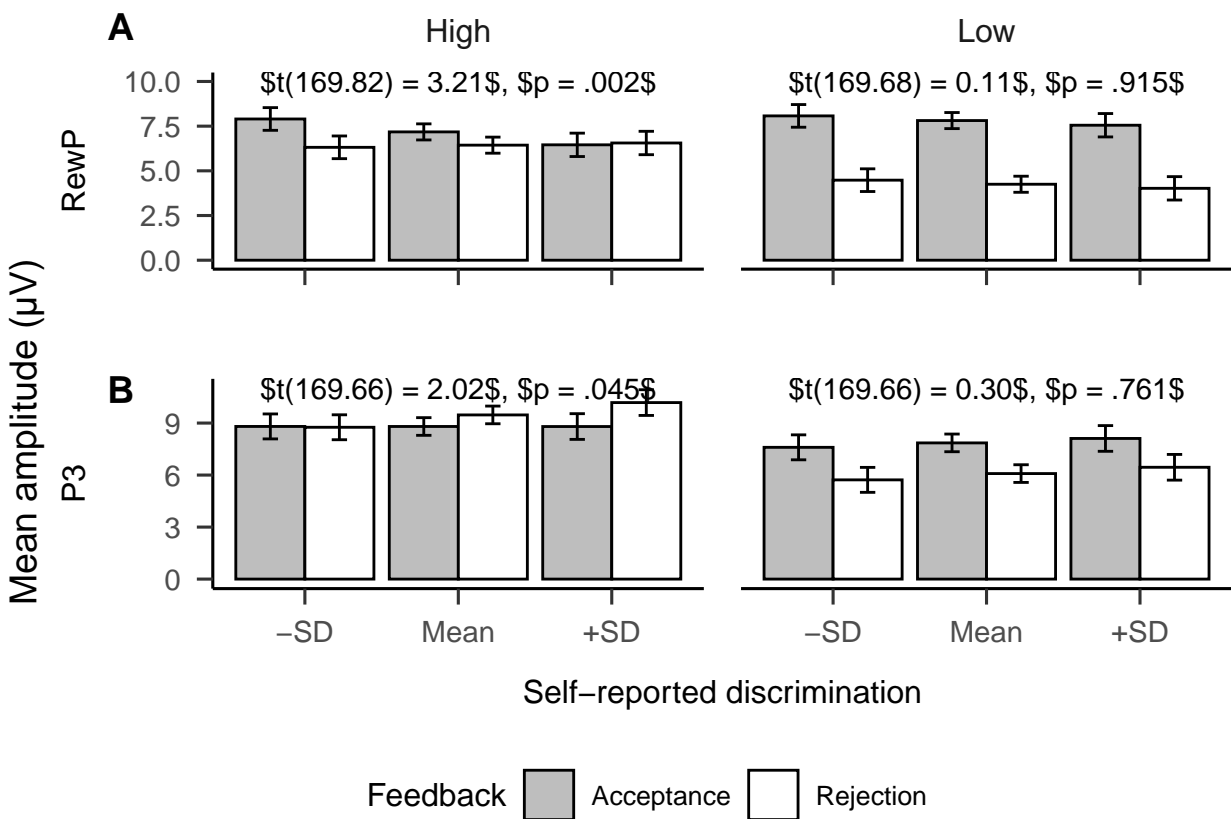 A
High
Low
$t(169.82) = 3.21$, $p = .002$
$t(169.68) = 0.11$, $p = .915$
10.0
7.5
5.0
2.5
0.0
RewP
B
$t(169.66) = 2.02$, $p = .045$
$t(169.66) = 0.30$, $p = .761$
9
6
3
0
P3
Mean amplitude (µV)
−SD
Mean
+SD
−SD
Mean
+SD
Self−reported discrimination
Feedback
Acceptance
Rejection